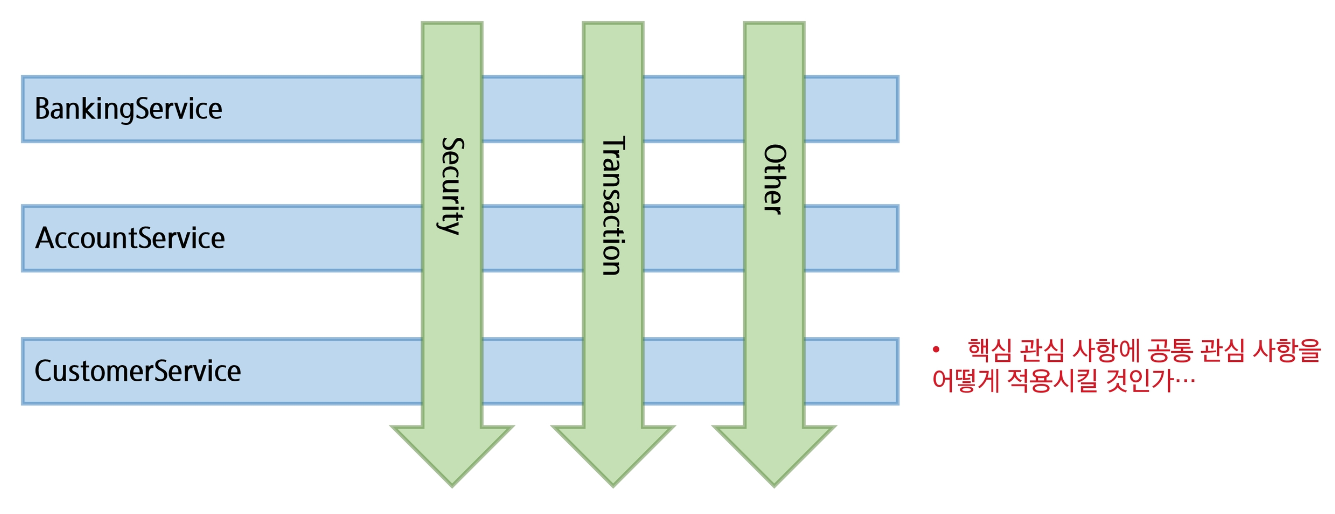 BankingService
Security
Transaction
Other
AccountService
CustomerService
• 핵심 관심 사항에 공통 관심 사항을
어떻게 적용시킬 것인가…